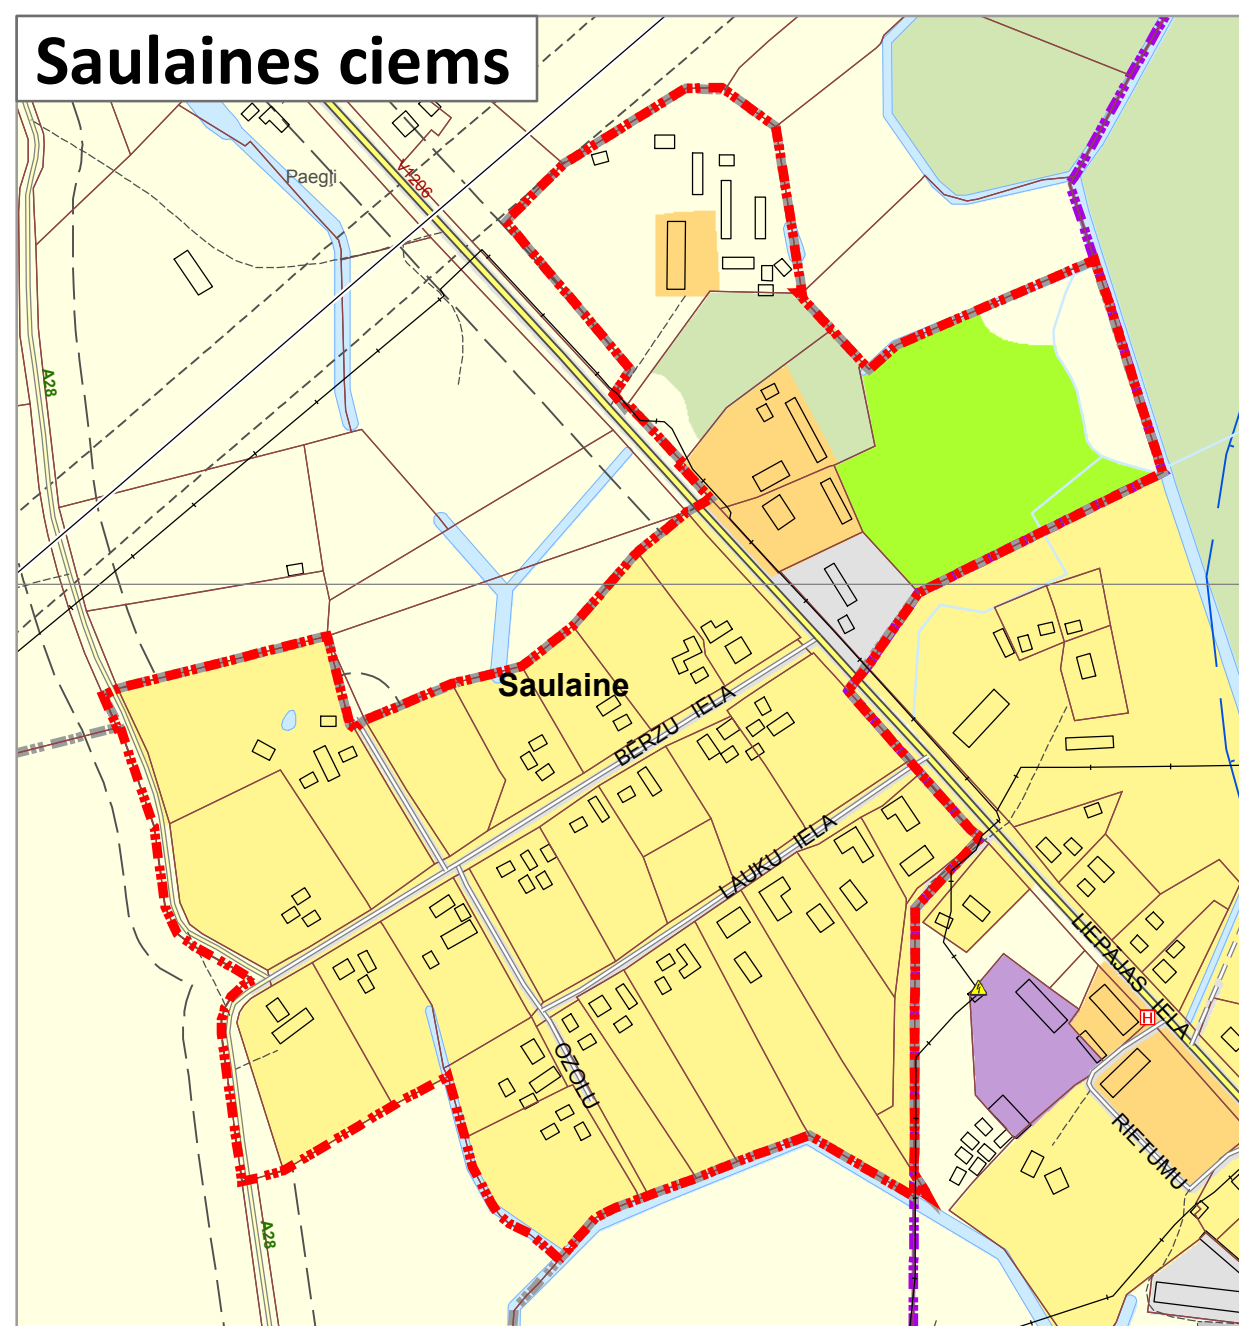 Saulaines ciems
Paegļi
V1206
A28
Saulaine
BĒRZU IELA
LAUKU IELA
LIEPĀJAS IELA
H
OZOLU
RIETUMU I
A28